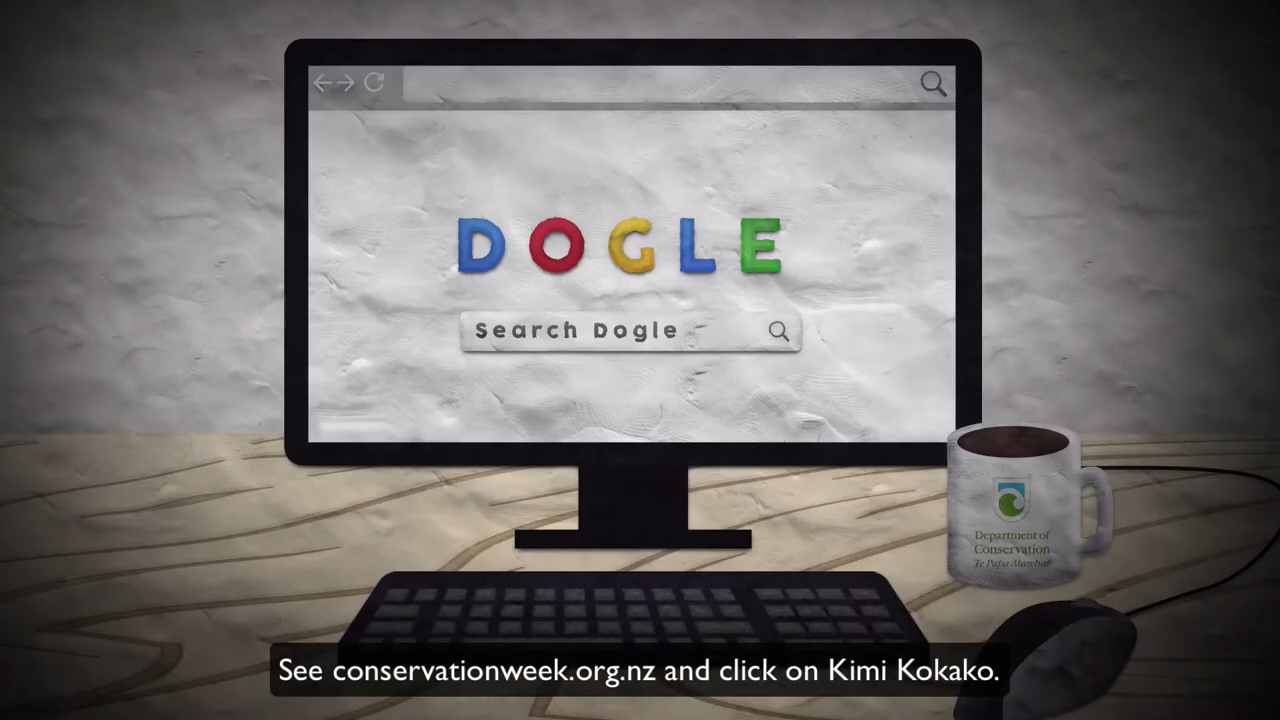 DOGLE
Search Dogle
Department of
Conservation
Te Papa Atawhai
See conservationweek.org.nz and click on Kimi Kokako.